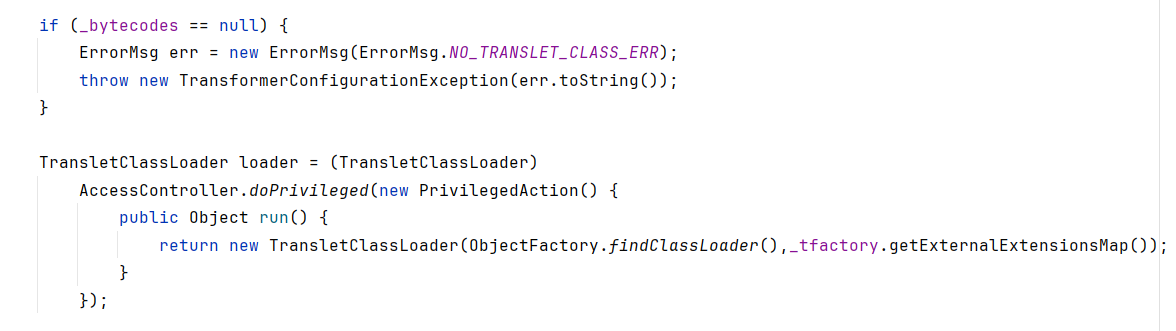 if (_bytecodes == null) {
ErrorMsg err = new ErrorMsg(ErrorMsg.NO_TRANSLET_CLASS_ERR);
throw new TransformerConfigurationException(err.toString());
}
TransletClassLoader loader = (TransletClassLoader)
AccessController.doPrivileged(new PrivilegedAction() {
public Object run() {
return new TransletClassLoader(ObjectFactory.findClassLoader(),_tfactory.getExternalExtensionsMap());
}
});